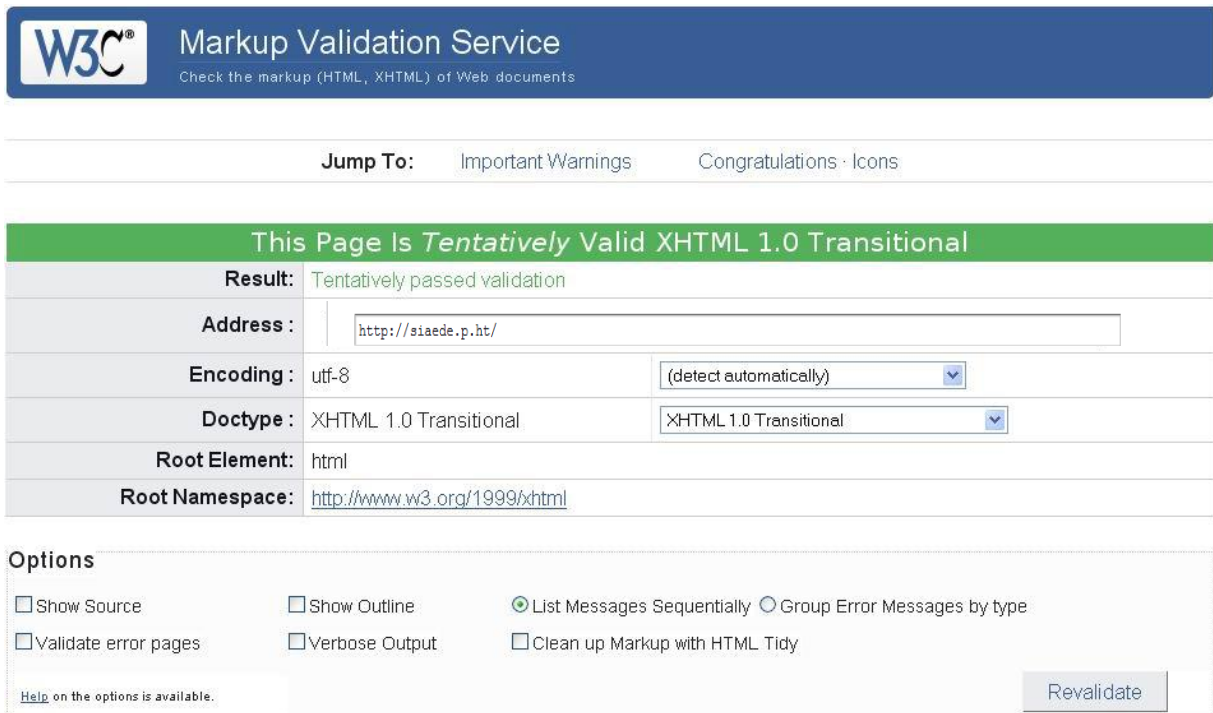 W3C®
Markup Validation Service
Check the markup (HTML, XHTML) of Web documents
Jump To: Important Warnings Congratulations · Icons
This Page Is Tentatively Valid XHTML 1.0 Transitional
Result: Tentatively passed validation
Address : http://siaede.p.ht/
Encoding : utf-8 (detect automatically)
Doctype : XHTML 1.0 Transitional XHTML 1.0 Transitional
Root Element: html
Root Namespace: http://www.w3.org/1999/xhtml
Options
Show Source Show Outline List Messages Sequentially Group Error Messages by type
Validate error pages Verbose Output Clean up Markup with HTML Tidy
Help on the options is available. Revalidate